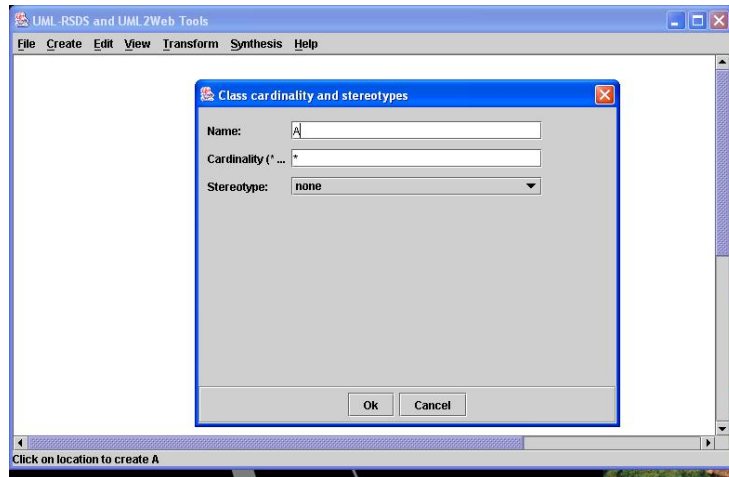 UML-RSDS and UML2Web Tools
File Create Edit View Transform Synthesis Help
Class cardinality and stereotypes
Name: A
Cardinality (* ... *
Stereotype: none
Ok Cancel
Click on location to create A